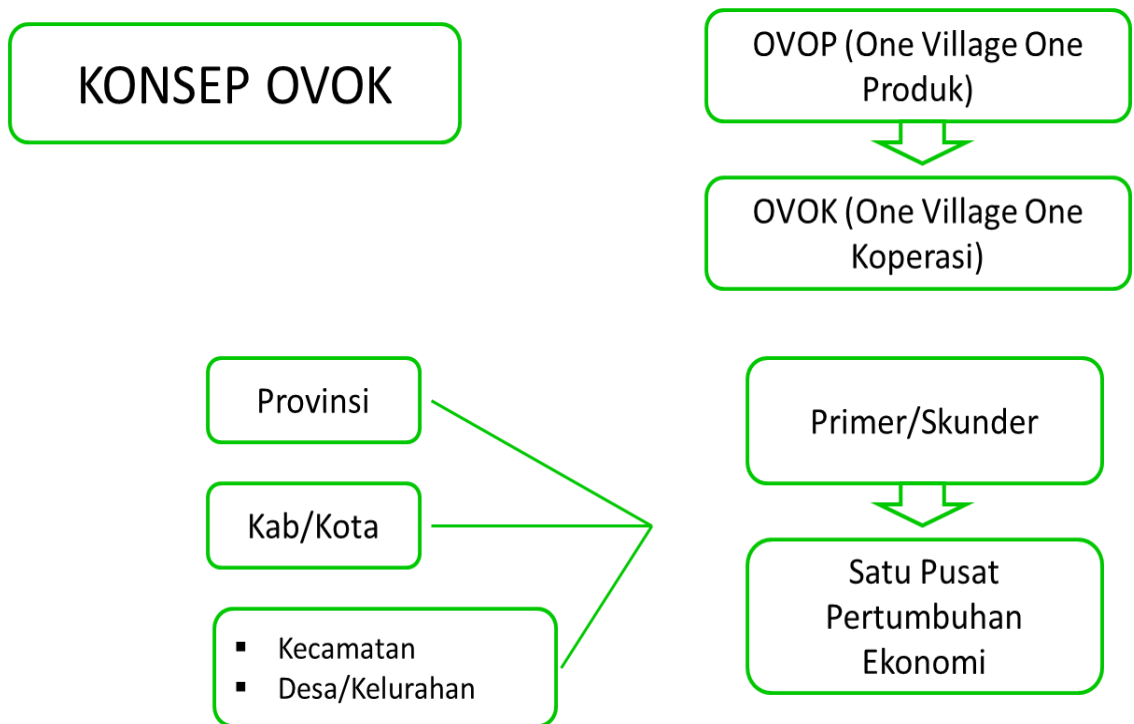 KONSEP OVOK
OVOP (One Village One
Produk)
OVOK (One Village One
Koperasi)
Provinsi
Kab/Kota
▪ Kecamatan
▪ Desa/Kelurahan
Primer/Skunder
Satu Pusat
Pertumbuhan
Ekonomi